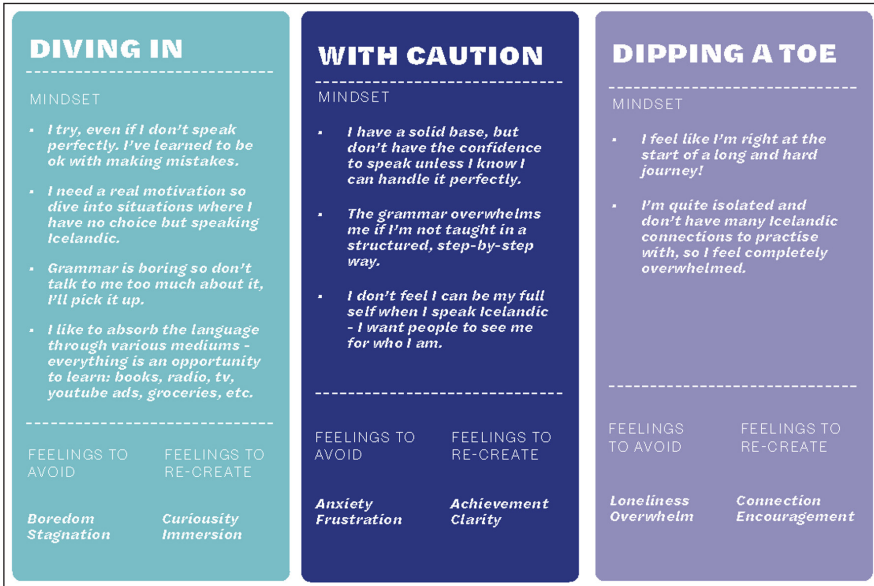 DIVING IN
MINDSET
▪ I try, even if I don't speak
perfectly. I've learned to be
ok with making mistakes.
▪ I need a real motivation so
dive into situations where I
have no choice but speaking
Icelandic.
▪ Grammar is boring so don't
talk to me too much about it,
I'll pick it up.
▪ I like to absorb the language
through various mediums -
everything is an opportunity
to learn: books, radio, tv,
youtube ads, groceries, etc.
FEELINGS TO
AVOID
Boredom
Stagnation
FEELINGS TO
RE-CREATE
Curiousity
Immersion
WITH CAUTION
MINDSET
▪ I have a solid base, but
don't have the confidence
to speak unless I know I
can handle it perfectly.
▪ The grammar overwhelms
me if I'm not taught in a
structured, step-by-step
way.
▪ I don't feel I can be my full
self when I speak Icelandic
- I want people to see me
for who I am.
FEELINGS TO
AVOID
Anxiety
Frustration
FEELINGS TO
RE-CREATE
Achievement
Clarity
DIPPING A TOE
MINDSET
▪ I feel like I'm right at the
start of a long and hard
journey!
▪ I'm quite isolated and
don't have many Icelandic
connections to practise
with, so I feel completely
overwhelmed.
FEELINGS
TO AVOID
Loneliness
Overwhelm
FEELINGS TO
RE-CREATE
Connection
Encouragement